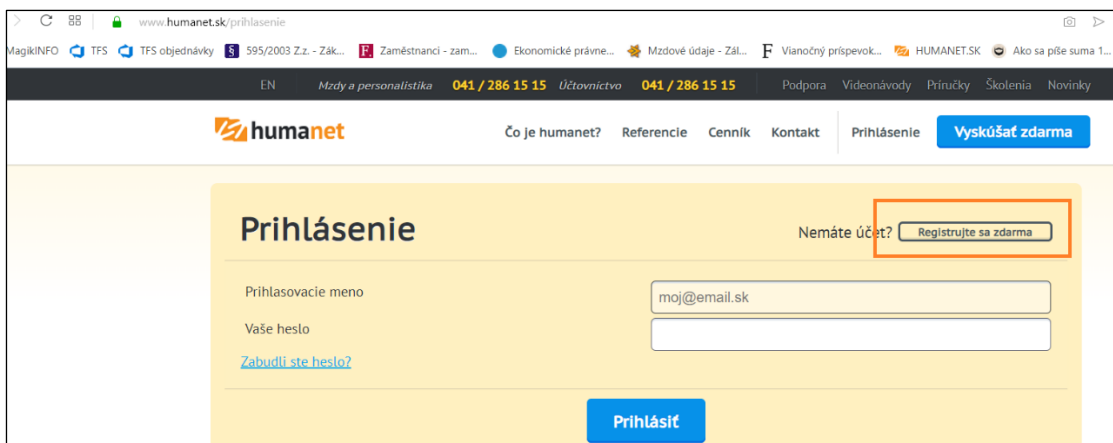 www.humanet.sk/prihlasenie
MagikINFO TFS TFS objednávky § 595/2003 Z.z. - Zák... F. Zaměstnanci - zam... Ekonomické právne... Mzdové údaje - Zál... F Vianočný príspevok... HUMANET.SK Ako sa píše suma 1...
EN Mzdy a personalistika 041 / 286 15 15 Účtovníctvo 041 / 286 15 15 Podpora Videonávody Príručky Školenia Novinky
humanet Čo je humanet? Referencie Cenník Kontakt Prihlásenie Vyskúšať zdarma
Prihlásenie Nemáte účet? Registrujte sa zdarma
Prihlasovacie meno moj@email.sk
Vaše heslo
Zabudli ste heslo?
Prihlásiť